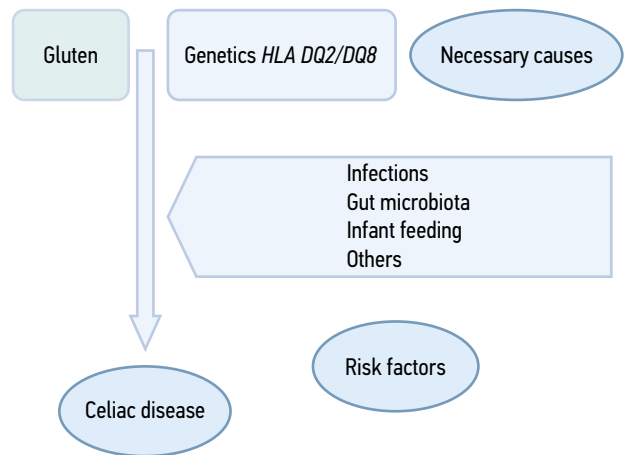 Gluten
Genetics HLA DQ2/DQ8
Necessary causes
Infections
Gut microbiota
Infant feeding
Others
Risk factors
Celiac disease